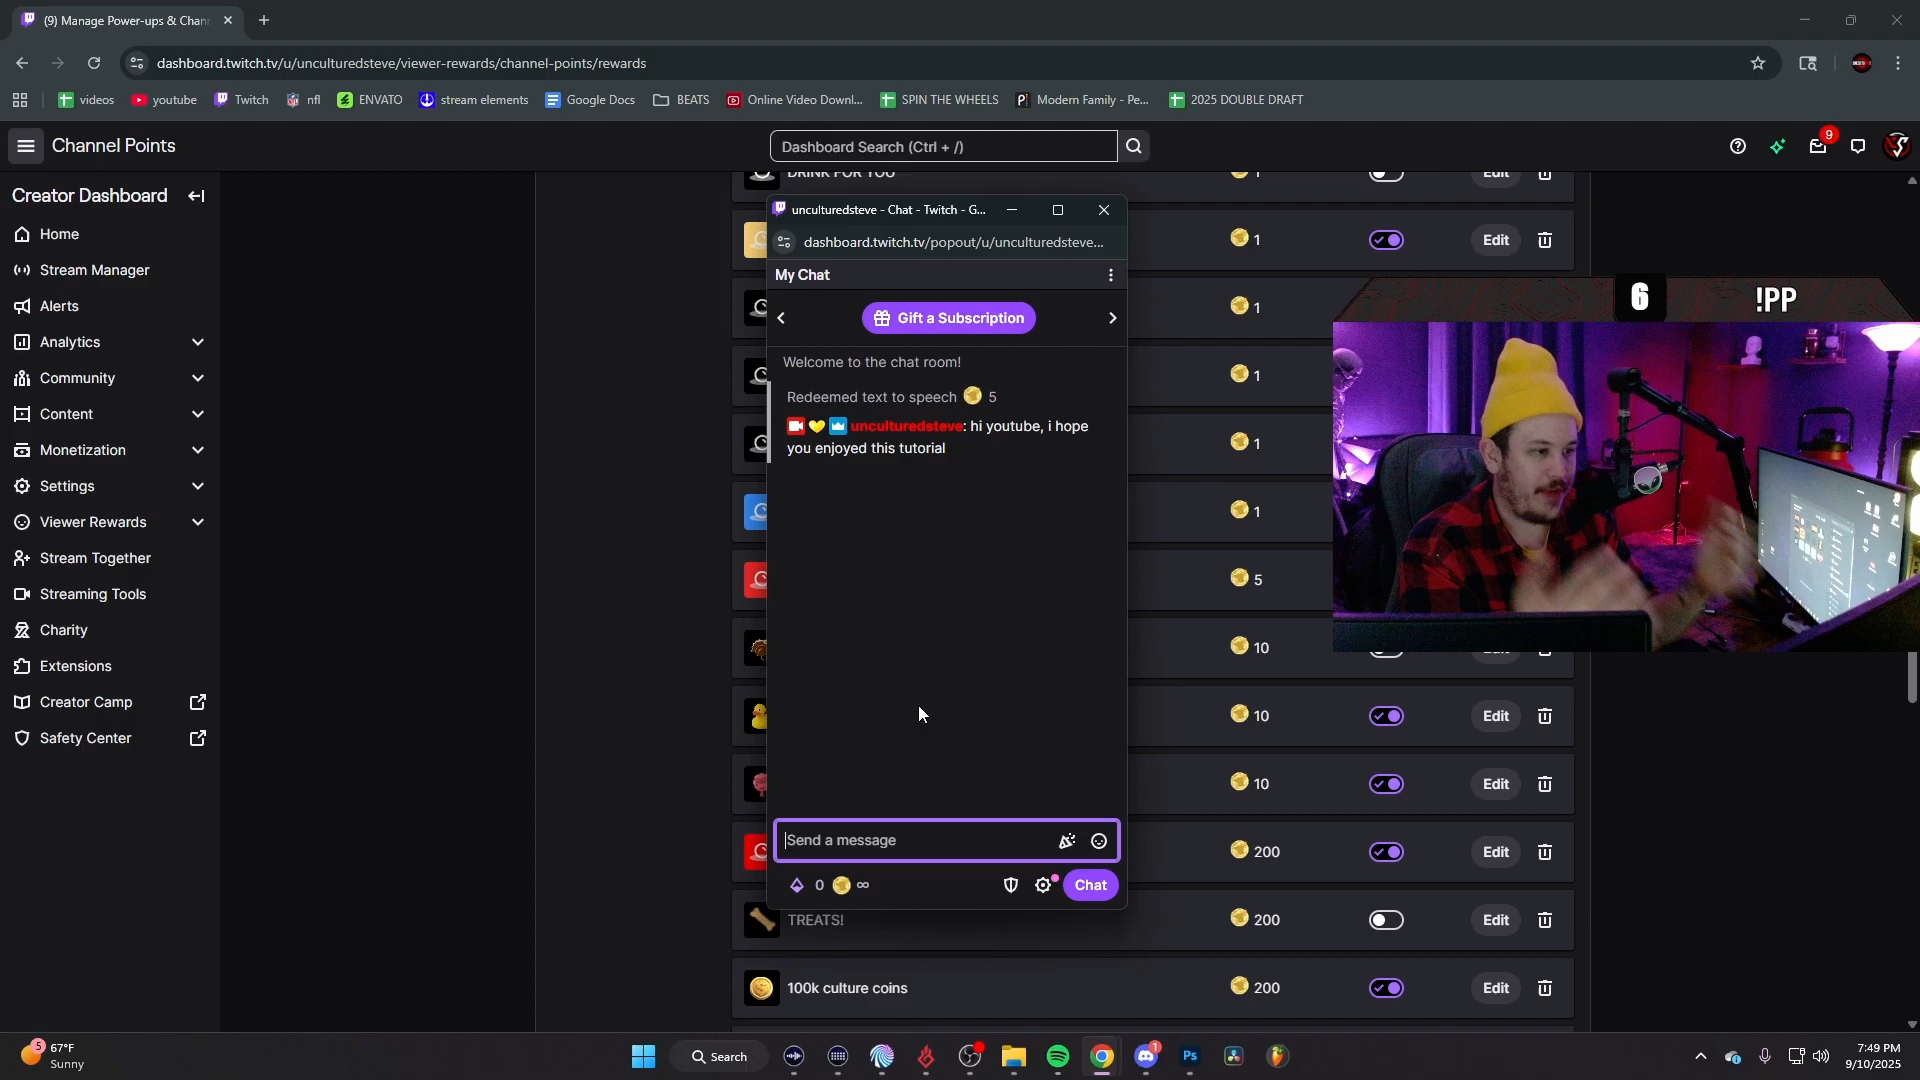 (9) Manage Power-ups & Chan
dashboard.twitch.tv/u/unculturedsteve/viewer-rewards/channel-points/rewards
videos
youtube
Twitch
nfl
ENVATO
stream elements
Google Docs
BEATS
Online Video Downl...
SPIN THE WHEELS
Modern Family - Pe...
2025 DOUBLE DRAFT
Channel Points
Dashboard Search (Ctrl + /)
9
Creator Dashboard
Home
Stream Manager
Alerts
Analytics
Community
Content
Monetization
Settings
Viewer Rewards
Stream Together
Streaming Tools
Charity
Extensions
Creator Camp
Safety Center
DRINK FOR YOU
1
Edit
1
Edit
1
1
1
1
5
10
10
Edit
10
Edit
200
Edit
TREATS!
200
Edit
100k culture coins
200
Edit
unculturedsteve - Chat - Twitch - G...
dashboard.twitch.tv/popout/u/unculturedsteve...
My Chat
Gift a Subscription
Welcome to the chat room!
Redeemed text to speech 5
unculturedsteve: hi youtube, i hope
you enjoyed this tutorial
Send a message
0 ∞
Chat
6
!PP
5
67°F
Sunny
Search
1
Ps
7:49 PM
9/10/2025